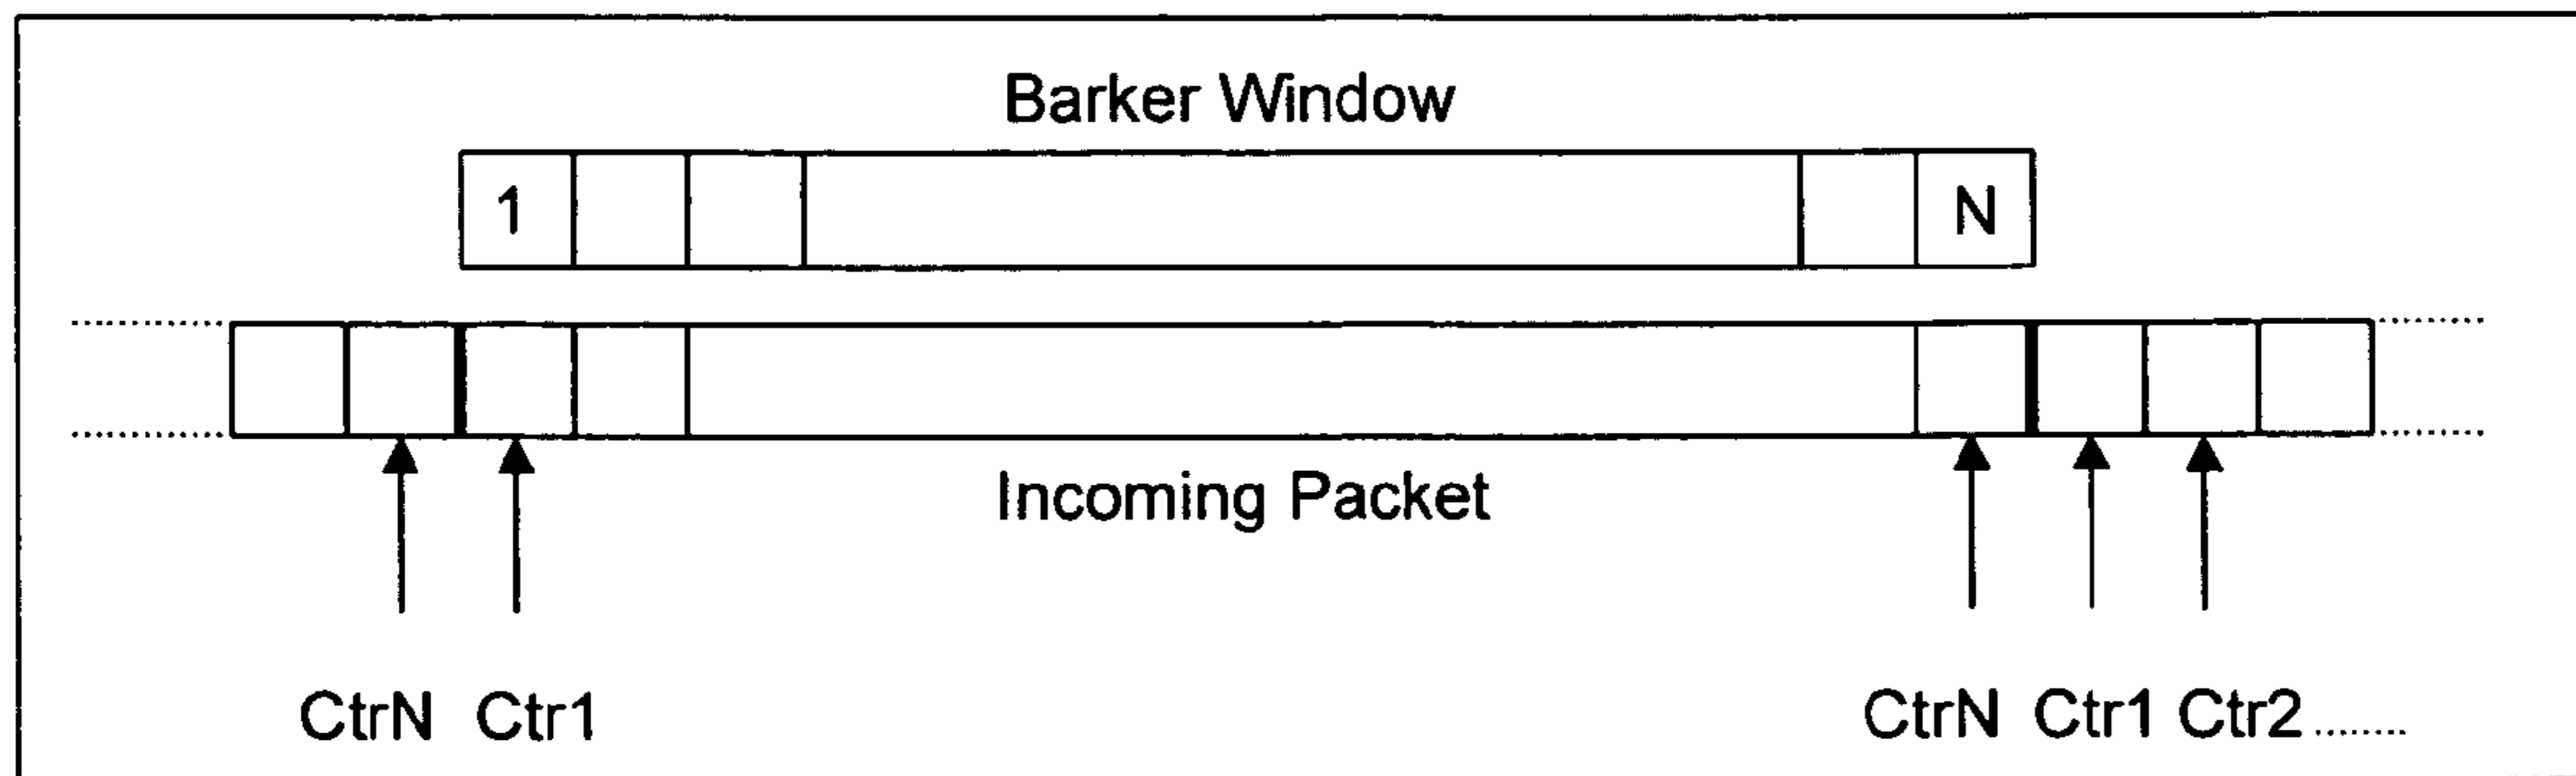 Barker Window
1 N
Incoming Packet
CtrN Ctr1 CtrN Ctr1 Ctr2 ........